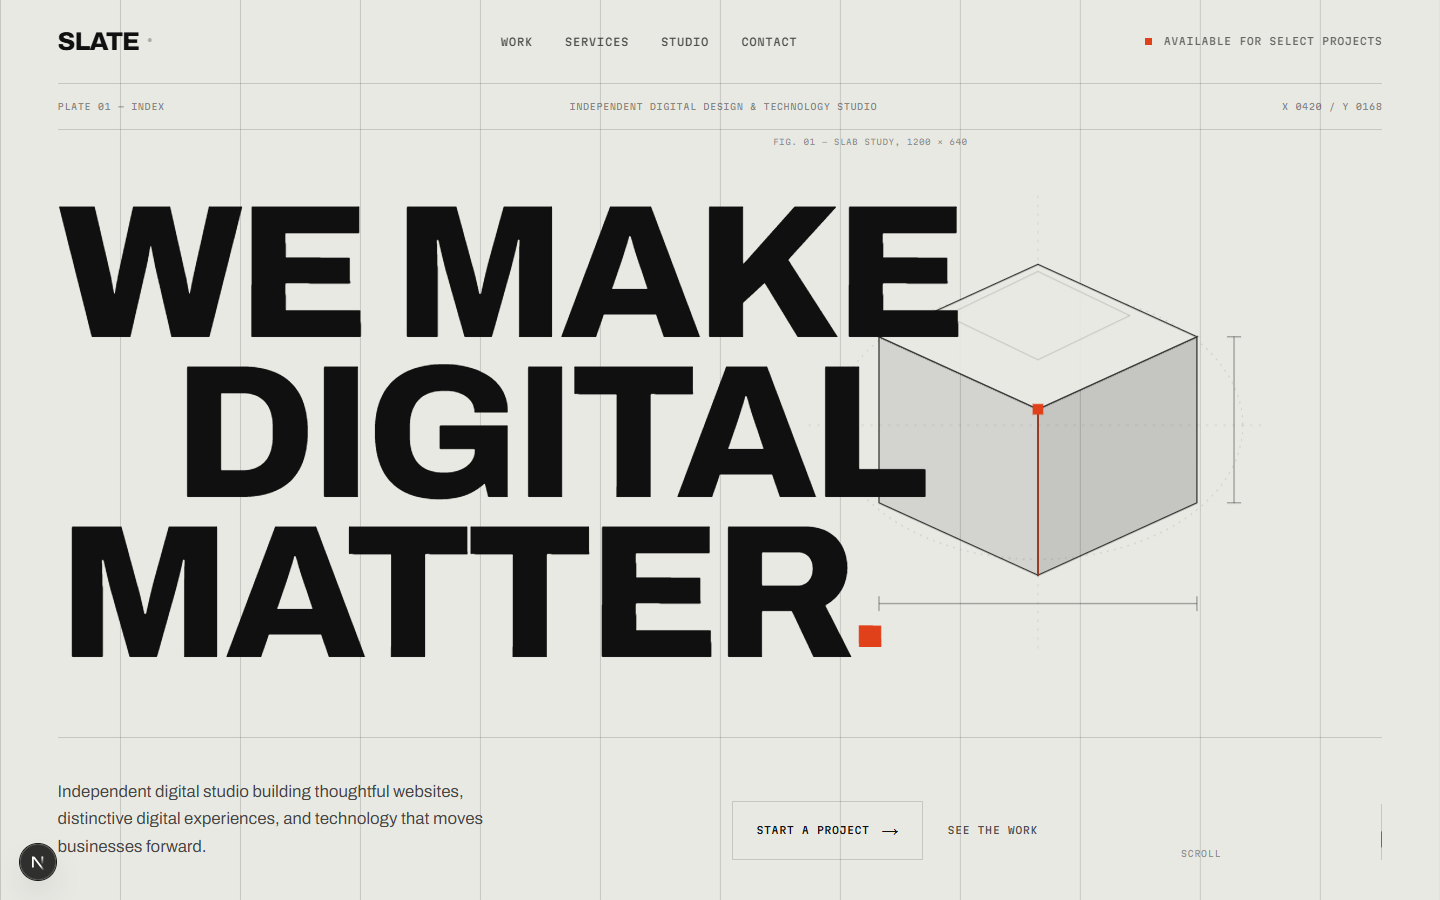 SLATE
WORK SERVICES STUDIO CONTACT
AVAILABLE FOR SELECT PROJECTS
PLATE 01 — INDEX
INDEPENDENT DIGITAL DESIGN & TECHNOLOGY STUDIO
X 0420 / Y 0168
FIG. 01 — SLAB STUDY, 1200 × 640
WE MAKE
DIGITAL
MATTER.
Independent digital studio building thoughtful websites,
distinctive digital experiences, and technology that moves
businesses forward.
START A PROJECT →
SEE THE WORK
SCROLL
N